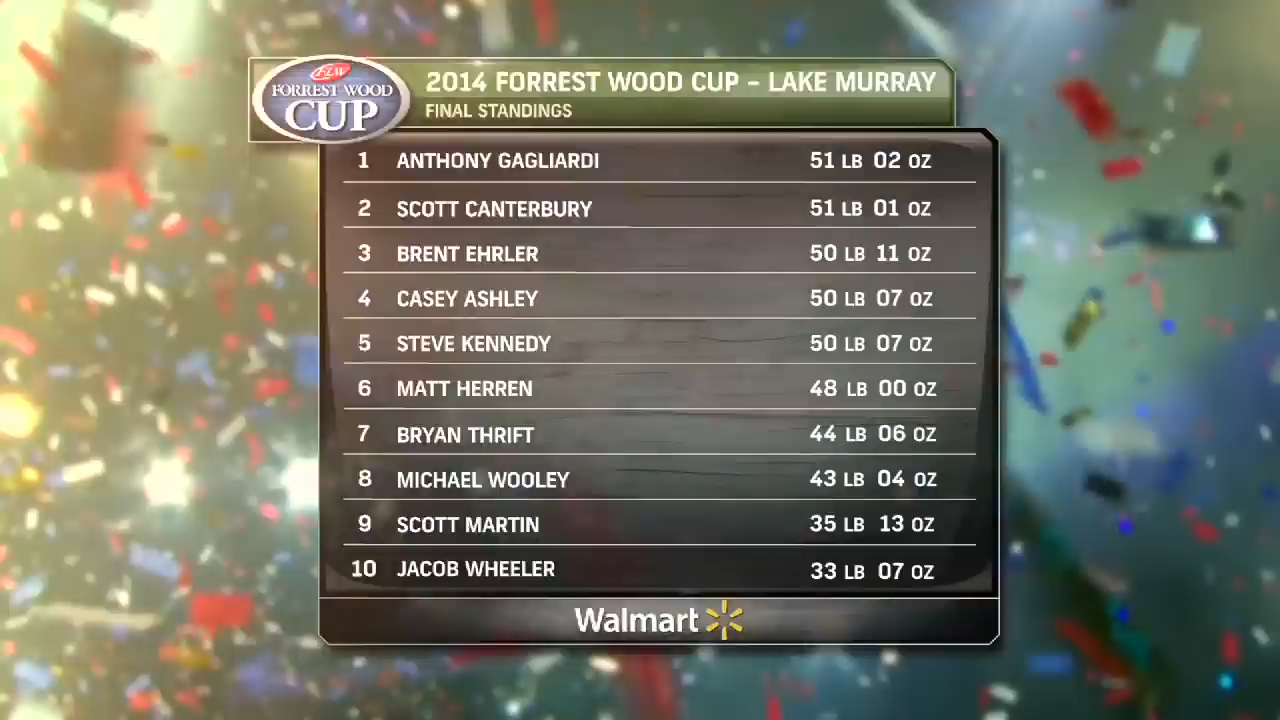 FLW
FORREST WOOD
CUP
2014 FORREST WOOD CUP – LAKE MURRAY
FINAL STANDINGS
1 ANTHONY GAGLIARDI 51 LB 02 OZ
2 SCOTT CANTERBURY 51 LB 01 OZ
3 BRENT EHRLER 50 LB 11 OZ
4 CASEY ASHLEY 50 LB 07 OZ
5 STEVE KENNEDY 50 LB 07 OZ
6 MATT HERREN 48 LB 00 OZ
7 BRYAN THRIFT 44 LB 06 OZ
8 MICHAEL WOOLEY 43 LB 04 OZ
9 SCOTT MARTIN 35 LB 13 OZ
10 JACOB WHEELER 33 LB 07 OZ
Walmart